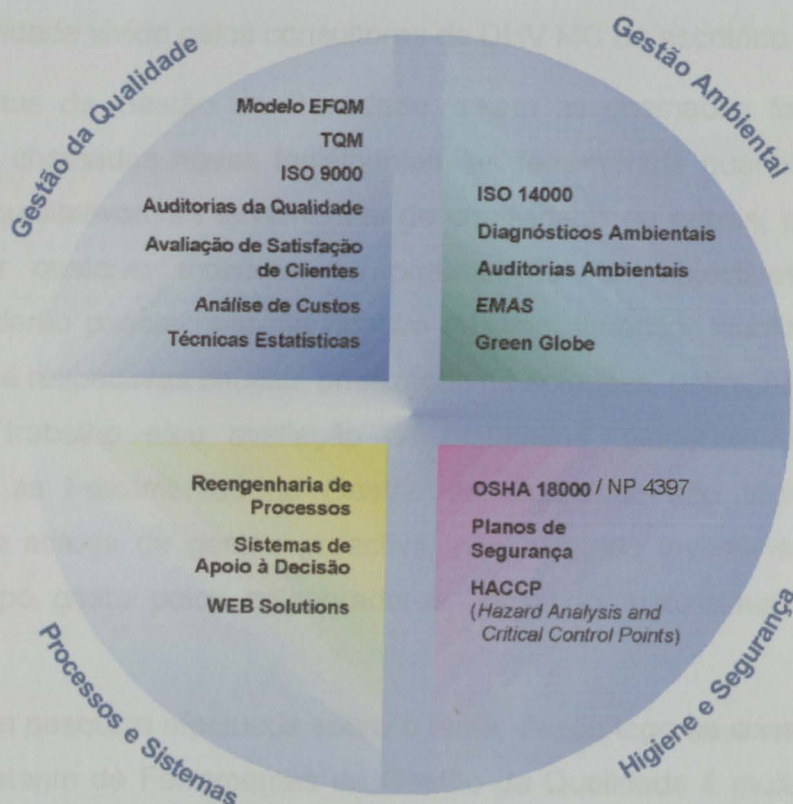 Gestão da Qualidade
Modelo EFQM
TQM
ISO 9000
Auditorias da Qualidade
Avaliação de Satisfação
de Clientes
Análise de Custos
Técnicas Estatísticas
Gestão Ambiental
ISO 14000
Diagnósticos Ambientais
Auditorias Ambientais
EMAS
Green Globe
Reengenharia de
Processos
Sistemas de
Apoio à Decisão
WEB Solutions
Processos e Sistemas
OSHA 18000 / NP 4397
Planos de
Segurança
HACCP
(Hazard Analysis and
Critical Control Points)
Higiene e Segurança